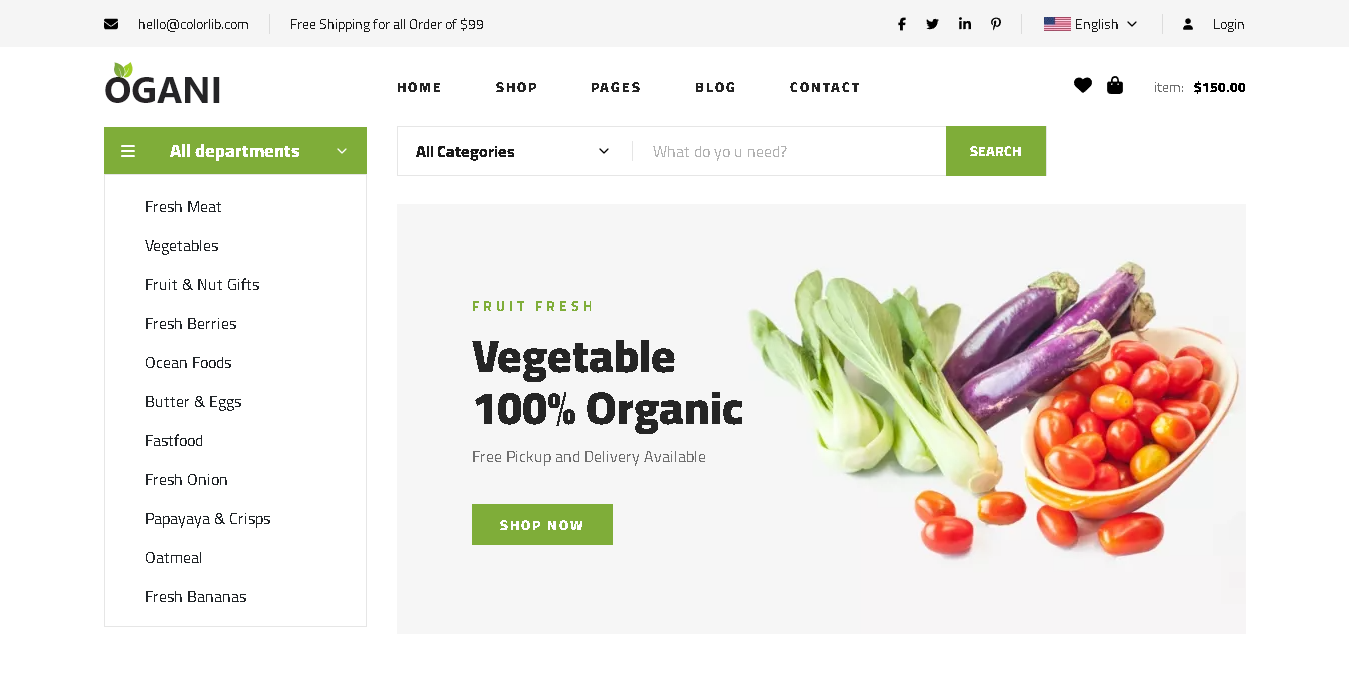 hello@colorlib.com
Free Shipping for all Order of $99
English
Login
OGANI
HOME
SHOP
PAGES
BLOG
CONTACT
item: $150.00
All departments
All Categories
What do yo u need?
SEARCH
Fresh Meat
Vegetables
Fruit & Nut Gifts
Fresh Berries
Ocean Foods
Butter & Eggs
Fastfood
Fresh Onion
Papayaya & Crisps
Oatmeal
Fresh Bananas
FRUIT FRESH
Vegetable
100% Organic
Free Pickup and Delivery Available
SHOP NOW